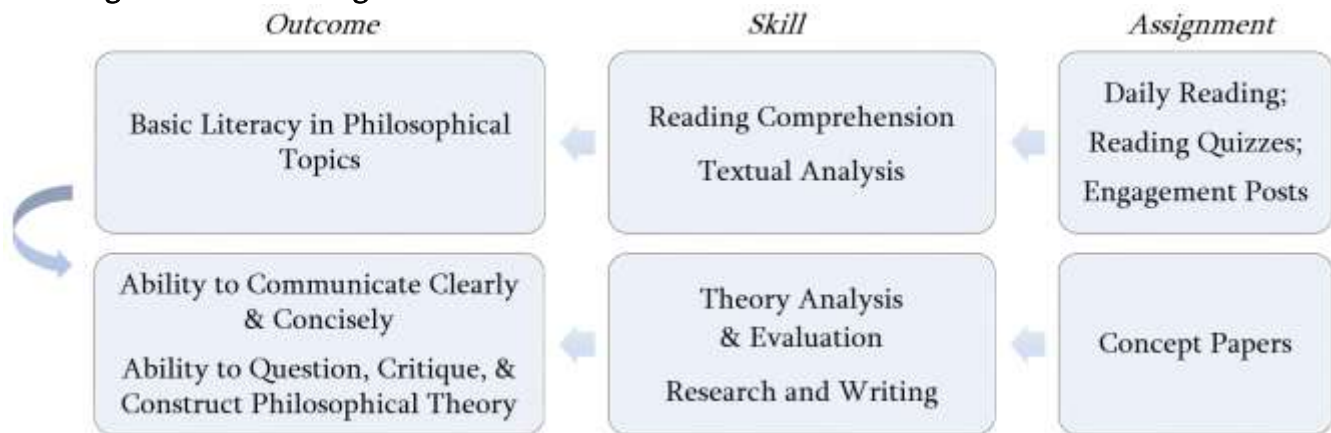 Outcome Skill Assignment
Basic Literacy in Philosophical
Topics
Reading Comprehension
Textual Analysis
Daily Reading;
Reading Quizzes;
Engagement Posts
Ability to Communicate Clearly
& Concisely
Ability to Question, Critique, &
Construct Philosophical Theory
Theory Analysis
& Evaluation
Research and Writing
Concept Papers